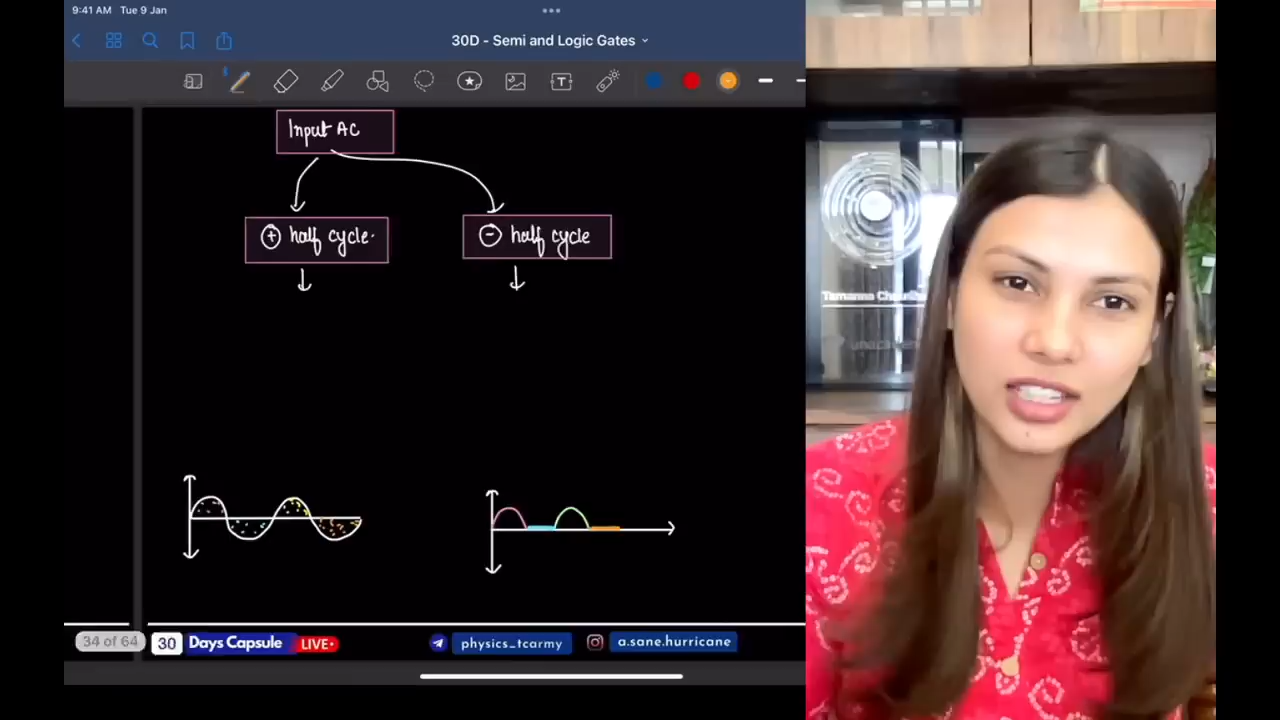 9:41 AM Tue 9 Jan
30D - Semi and Logic Gates
T
Input AC
+ half cycle.
- half cycle
Tamanna
34 of 64
30 Days Capsule LIVE
physics_tcarmy
a.sane.hurricane